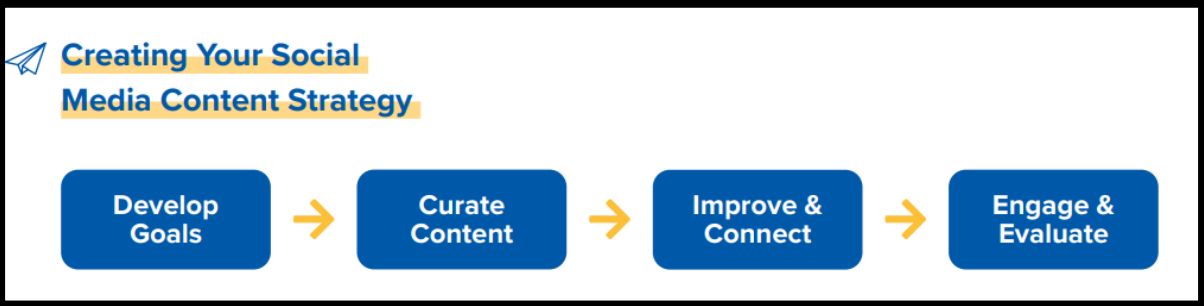 Creating Your Social
Media Content Strategy
Develop
Goals
Curate
Content
Improve &
Connect
Engage &
Evaluate